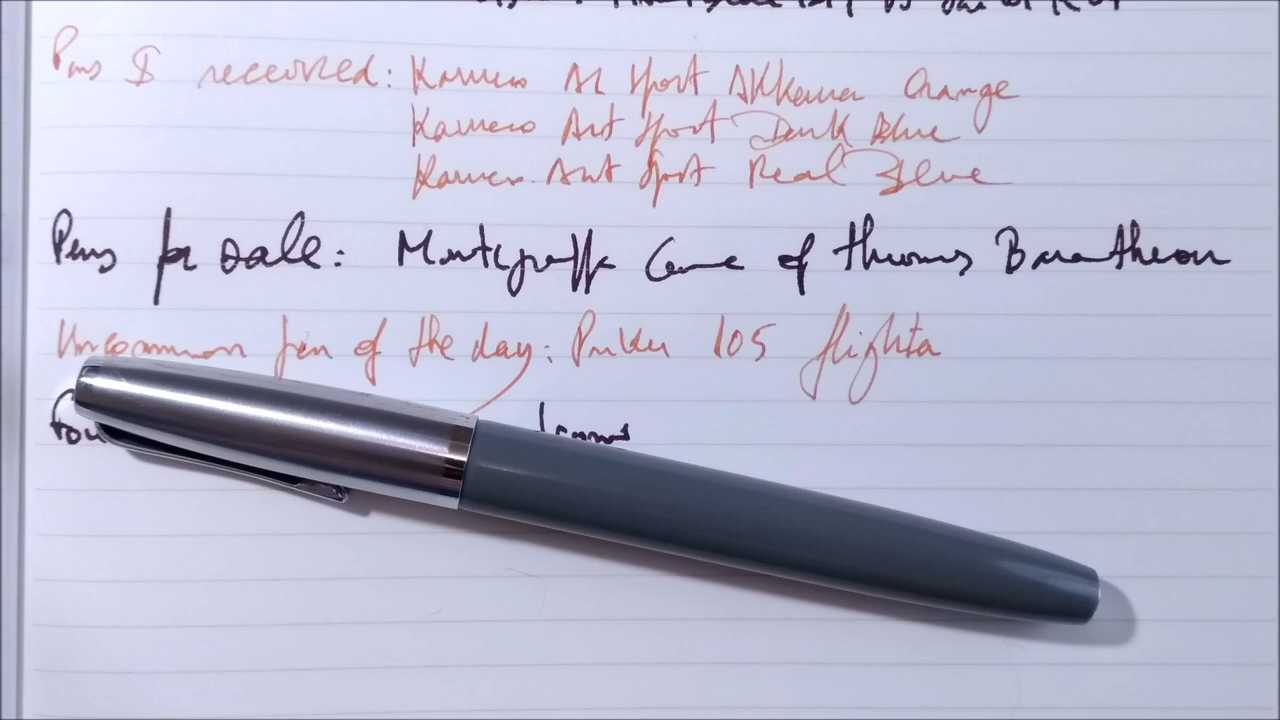 Pens I received: Kaweco AL Sport Akkerman Orange
Kaweco Art Sport Dark Blue
Kaweco Art Sport Real Blue
Pens for sale: Montegrappa Game of Thrones Baratheon
Uncommon pen of the day: Parker 105 flighter